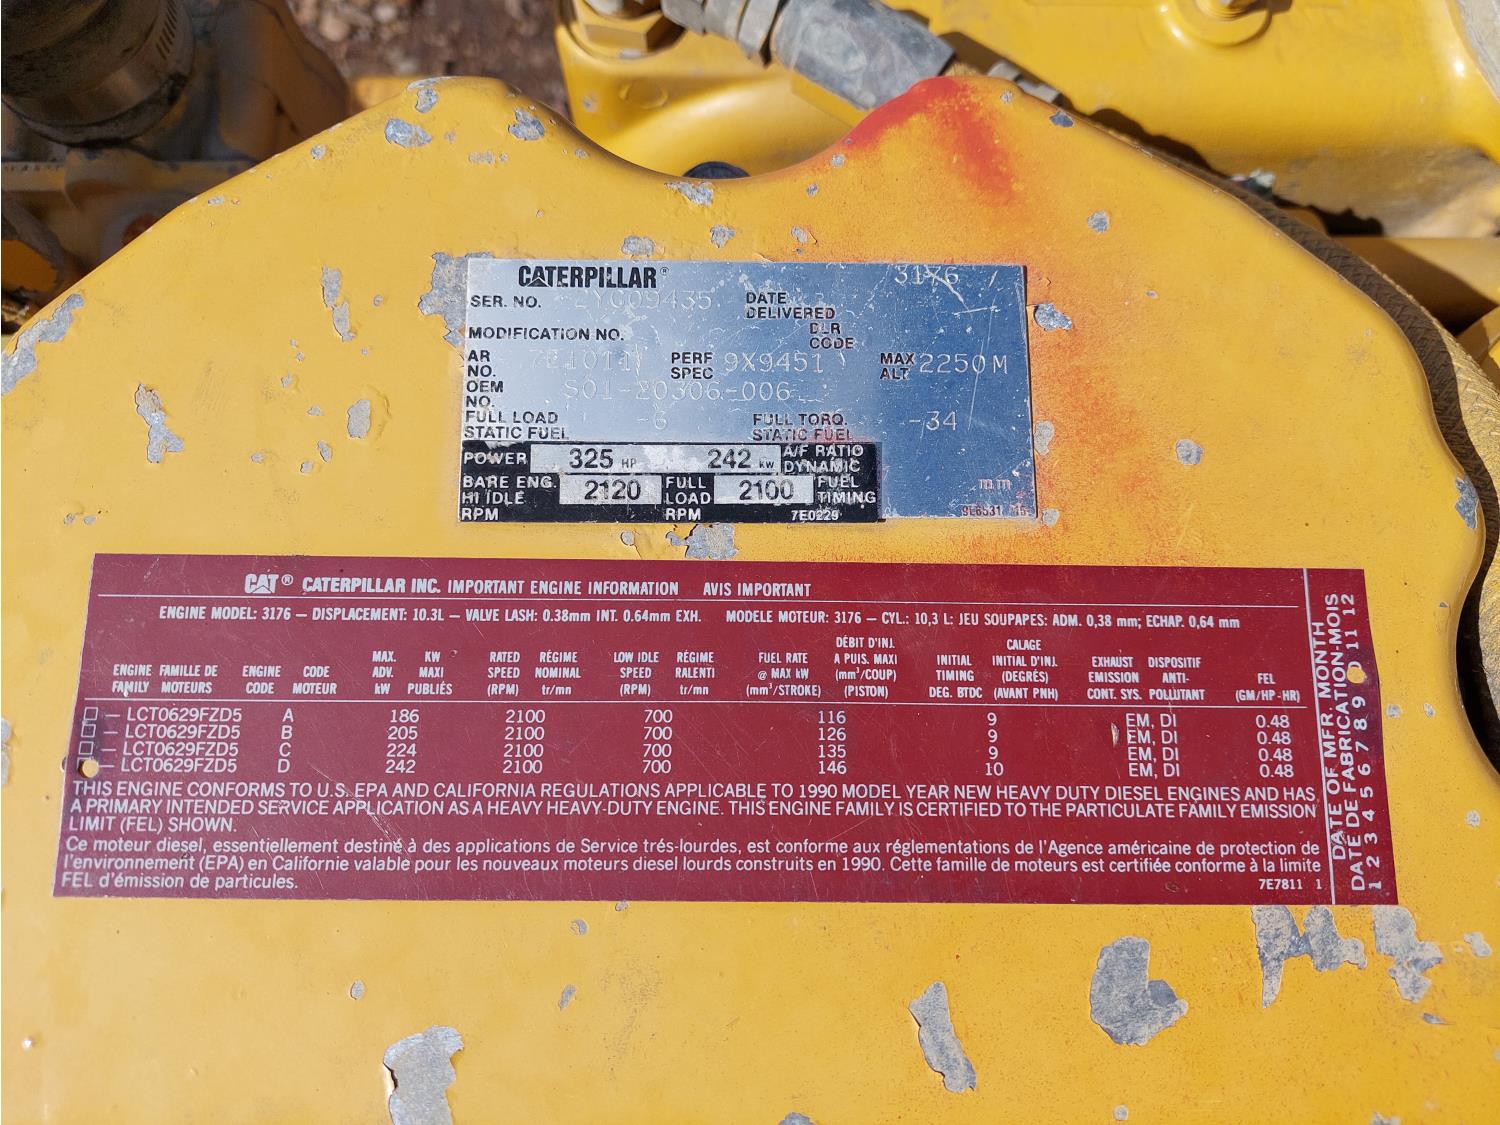 CATERPILLAR® 3176
SER. NO. 2YG09435 DATE DELIVERED
MODIFICATION NO. DLR CODE
AR NO. 7E1011 PERF SPEC 9X9451 MAX ALT 2250M
OEM NO. S01-20306-006
FULL LOAD STATIC FUEL -6 FULL TORQ. STATIC FUEL -34
POWER 325 HP 242 kW A/F RATIO DYNAMIC
BARE ENG. HI IDLE RPM 2120 FULL LOAD RPM 2100 FUEL TIMING
7E0229
9L6531
CAT® CATERPILLAR INC. IMPORTANT ENGINE INFORMATION AVIS IMPORTANT
ENGINE MODEL: 3176 – DISPLACEMENT: 10.3L – VALVE LASH: 0.38mm INT. 0.64mm EXH. MODELE MOTEUR: 3176 – CYL.: 10,3 L: JEU SOUPAPES: ADM. 0,38 mm; ECHAP. 0,64 mm
DÉBIT D'INJ. CALAGE
MAX. KW RATED RÉGIME LOW IDLE RÉGIME FUEL RATE A PUIS. MAXI INITIAL INITIAL D'INJ. EXHAUST DISPOSITIF
ENGINE FAMILLE DE ENGINE CODE ADV. MAXI SPEED NOMINAL SPEED RALENTI @ MAX kW (mm³/COUP) TIMING (DEGRÉS) EMISSION ANTI- FEL
FAMILY MOTEURS CODE MOTEUR kW PUBLIÉS (RPM) tr/mn (RPM) tr/mn (mm³/STROKE) (PISTON) DEG. BTDC (AVANT PNH) CONT. SYS. POLLUTANT (GM/HP-HR)
□ – LCT0629FZD5 A 186 2100 700 116 9 EM, DI 0.48
□ – LCT0629FZD5 B 205 2100 700 126 9 EM, DI 0.48
□ – LCT0629FZD5 C 224 2100 700 135 9 EM, DI 0.48
– LCT0629FZD5 D 242 2100 700 146 10 EM, DI 0.48
THIS ENGINE CONFORMS TO U.S. EPA AND CALIFORNIA REGULATIONS APPLICABLE TO 1990 MODEL YEAR NEW HEAVY DUTY DIESEL ENGINES AND HAS
A PRIMARY INTENDED SERVICE APPLICATION AS A HEAVY HEAVY-DUTY ENGINE. THIS ENGINE FAMILY IS CERTIFIED TO THE PARTICULATE FAMILY EMISSION
LIMIT (FEL) SHOWN.
Ce moteur diesel, essentiellement destiné à des applications de Service trés-lourdes, est conforme aux réglementations de l'Agence américaine de protection de
l'environnement (EPA) en Californie valable pour les nouveaux moteurs diesel lourds construits en 1990. Cette famille de moteurs est certifiée conforme à la limite
FEL d'émission de particules.
7E7811 1
DATE OF MFR. MONTH
DATE DE FABRICATION-MOIS
1 2 3 4 5 6 7 8 9 11 12